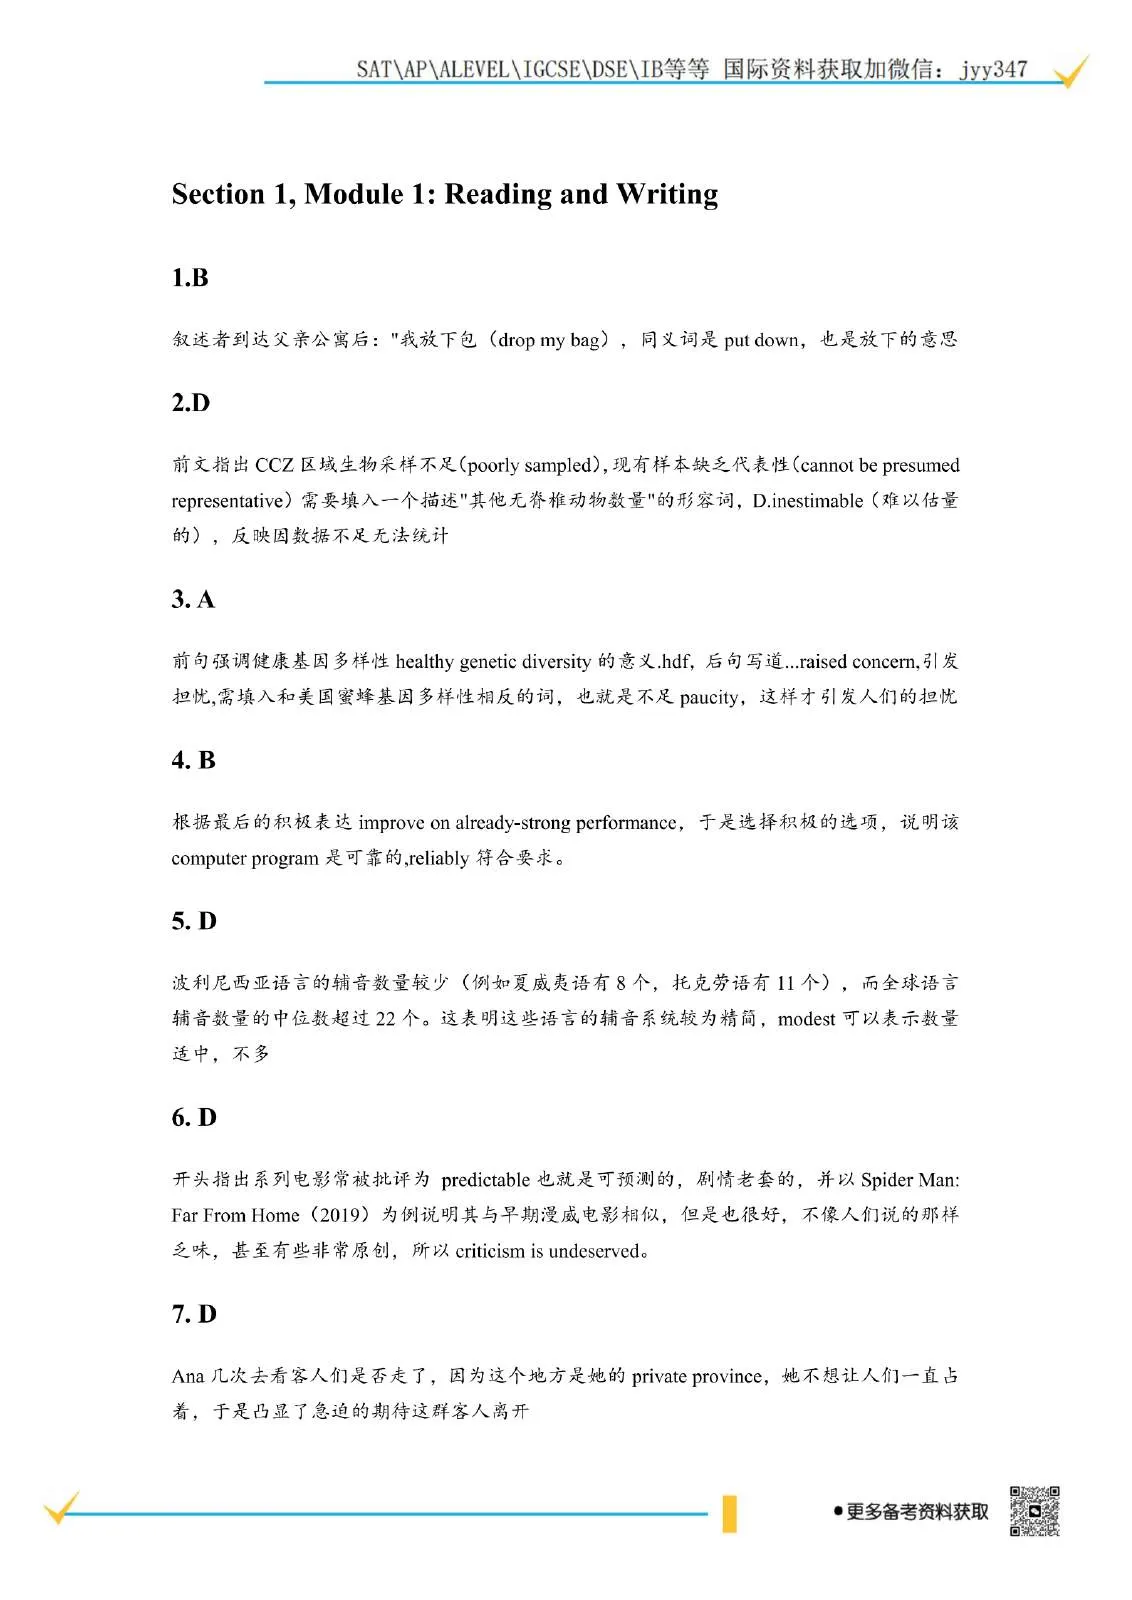 SAT\AP\ALEVEL\IGCSE\DSE\IB等等 国际资料获取加微信：jyy347
Section 1, Module 1: Reading and Writing
1.B
叙述者到达父亲公寓后："我放下包（drop my bag），同义词是 put down，也是放下的意思
2.D
前文指出 CCZ 区域生物采样不足（poorly sampled），现有样本缺乏代表性（cannot be presumed
representative）需要填入一个描述"其他无脊椎动物数量"的形容词，D.inestimable（难以估量
的），反映因数据不足无法统计
3. A
前句强调健康基因多样性 healthy genetic diversity 的意义.hdf，后句写道...raised concern,引发
担忧,需填入和美国蜜蜂基因多样性相反的词，也就是不足 paucity，这样才引发人们的担忧
4. B
根据最后的积极表达 improve on already-strong performance，于是选择积极的选项，说明该
computer program 是可靠的,reliably 符合要求。
5. D
波利尼西亚语言的辅音数量较少（例如夏威夷语有 8 个，托克劳语有 11 个），而全球语言
辅音数量的中位数超过 22 个。这表明这些语言的辅音系统较为精简，modest 可以表示数量
适中，不多
6. D
开头指出系列电影常被批评为 predictable 也就是可预测的，剧情老套的，并以 Spider Man:
Far From Home（2019）为例说明其与早期漫威电影相似，但是也很好，不像人们说的那样
乏味，甚至有些非常原创，所以 criticism is undeserved。
7. D
Ana 几次去看客人们是否走了，因为这个地方是她的 private province，她不想让人们一直占
着，于是凸显了急迫的期待这群客人离开
•更多备考资料获取